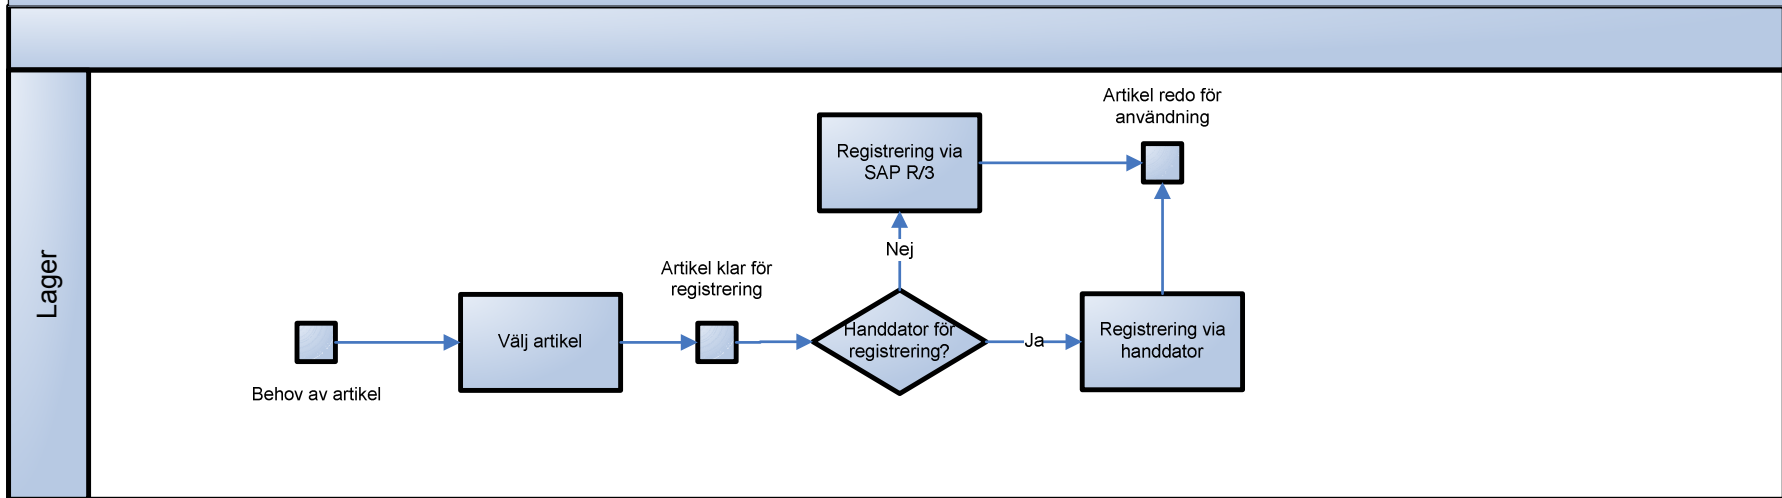 Lager
Behov av artikel
Välj artikel
Artikel klar för
registrering
Handdator för
registrering?
Nej
Registrering via
SAP R/3
Ja
Registrering via
handdator
Artikel redo för
användning